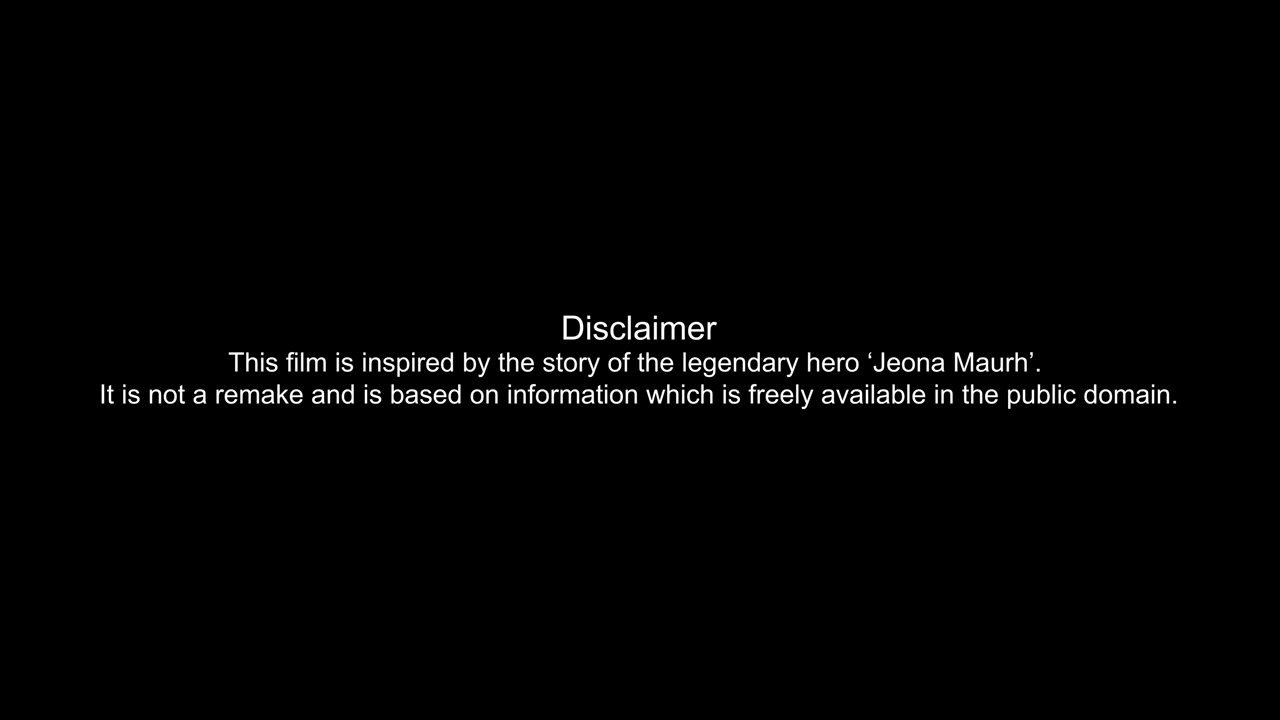 Disclaimer
This film is inspired by the story of the legendary hero ‘Jeona Maurh’.
It is not a remake and is based on information which is freely available in the public domain.